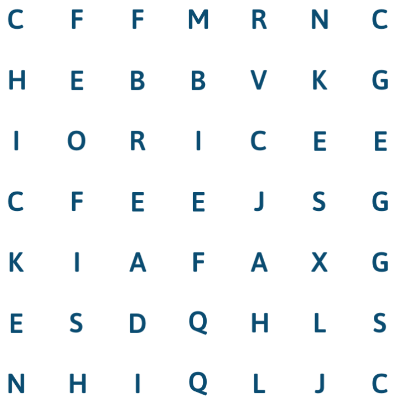 C F F M R N C
H E B B V K G
I O R I C E E
C F E E J S G
K I A F A X G
E S D Q H L S
N H I Q L J C